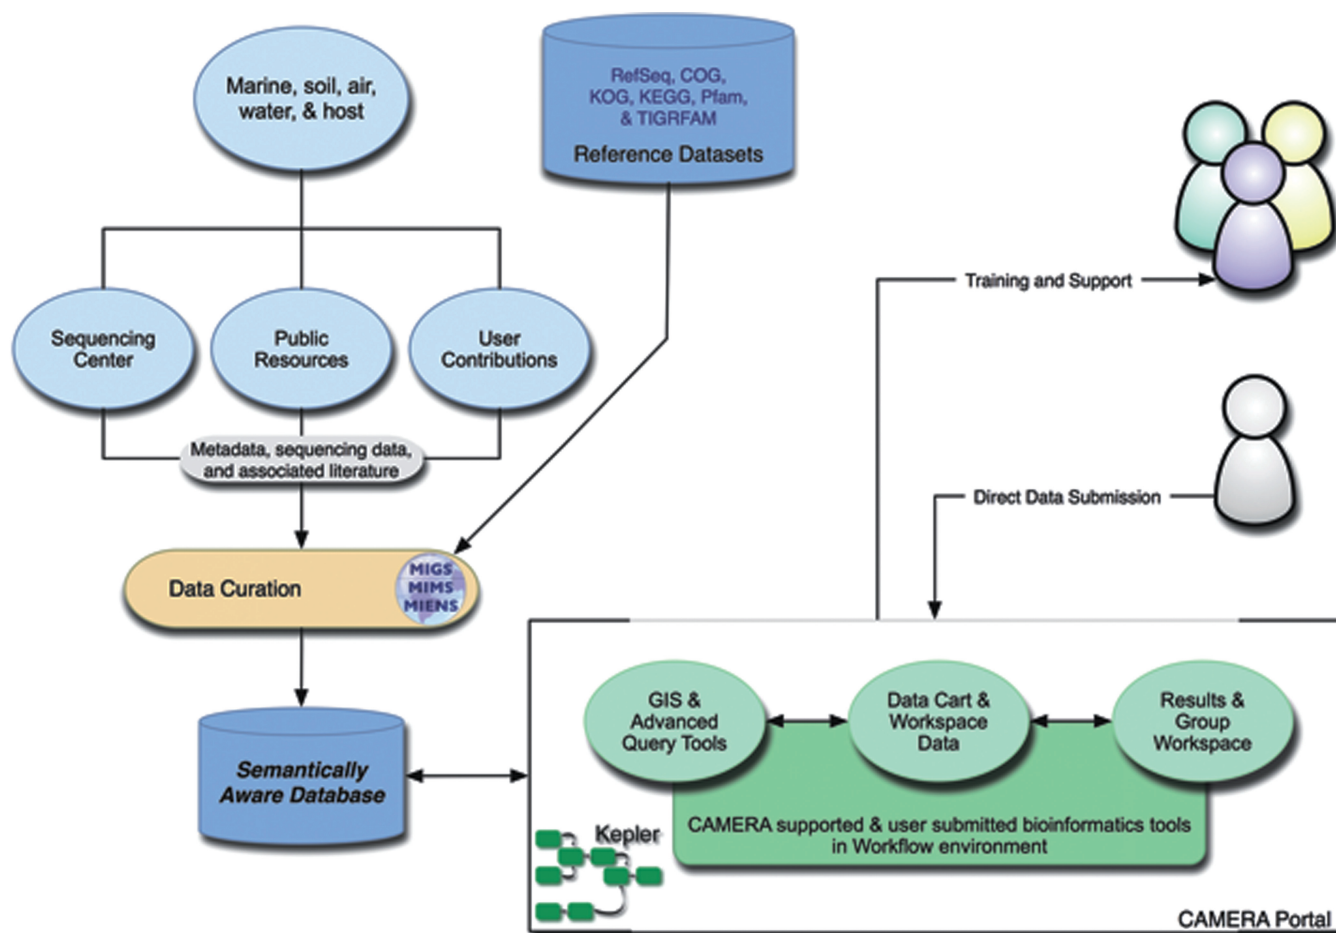 Marine, soil, air,
water, & host
RefSeq, COG,
KOG, KEGG, Pfam,
& TIGRFAM
Reference Datasets
Training and Support
Sequencing
Center
Public
Resources
User
Contributions
Metadata, sequencing data,
and associated literature
Direct Data Submission
Data Curation
MIGS
MIMS
MIENS
GIS &
Advanced
Query Tools
Data Cart &
Workspace
Data
Results &
Group
Workspace
Semantically
Aware Database
CAMERA supported & user submitted bioinformatics tools
in Workflow environment
Kepler
CAMERA Portal